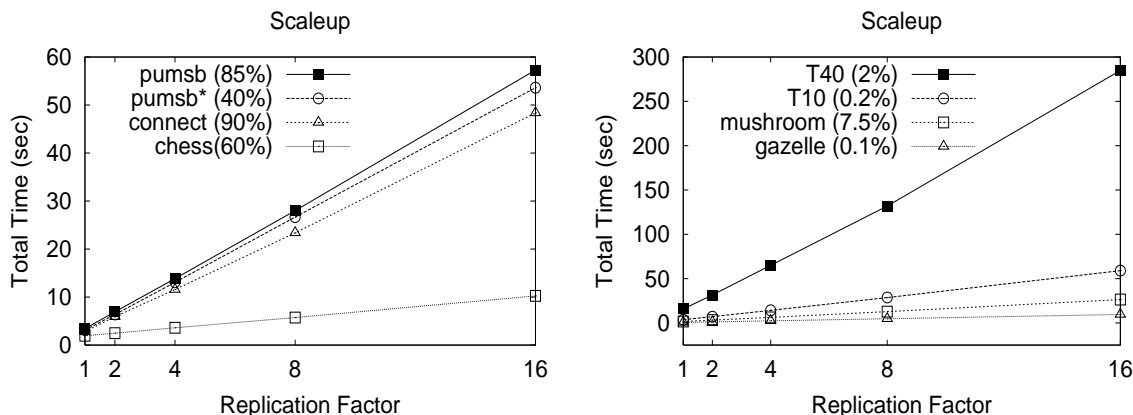 Scaleup
60
50
40
30
20
10
0
Total Time (sec)
pumsb (85%)
pumsb* (40%)
connect (90%)
chess(60%)
1 2 4 8 16
Replication Factor
Scaleup
300
250
200
150
100
50
0
Total Time (sec)
T40 (2%)
T10 (0.2%)
mushroom (7.5%)
gazelle (0.1%)
1 2 4 8 16
Replication Factor